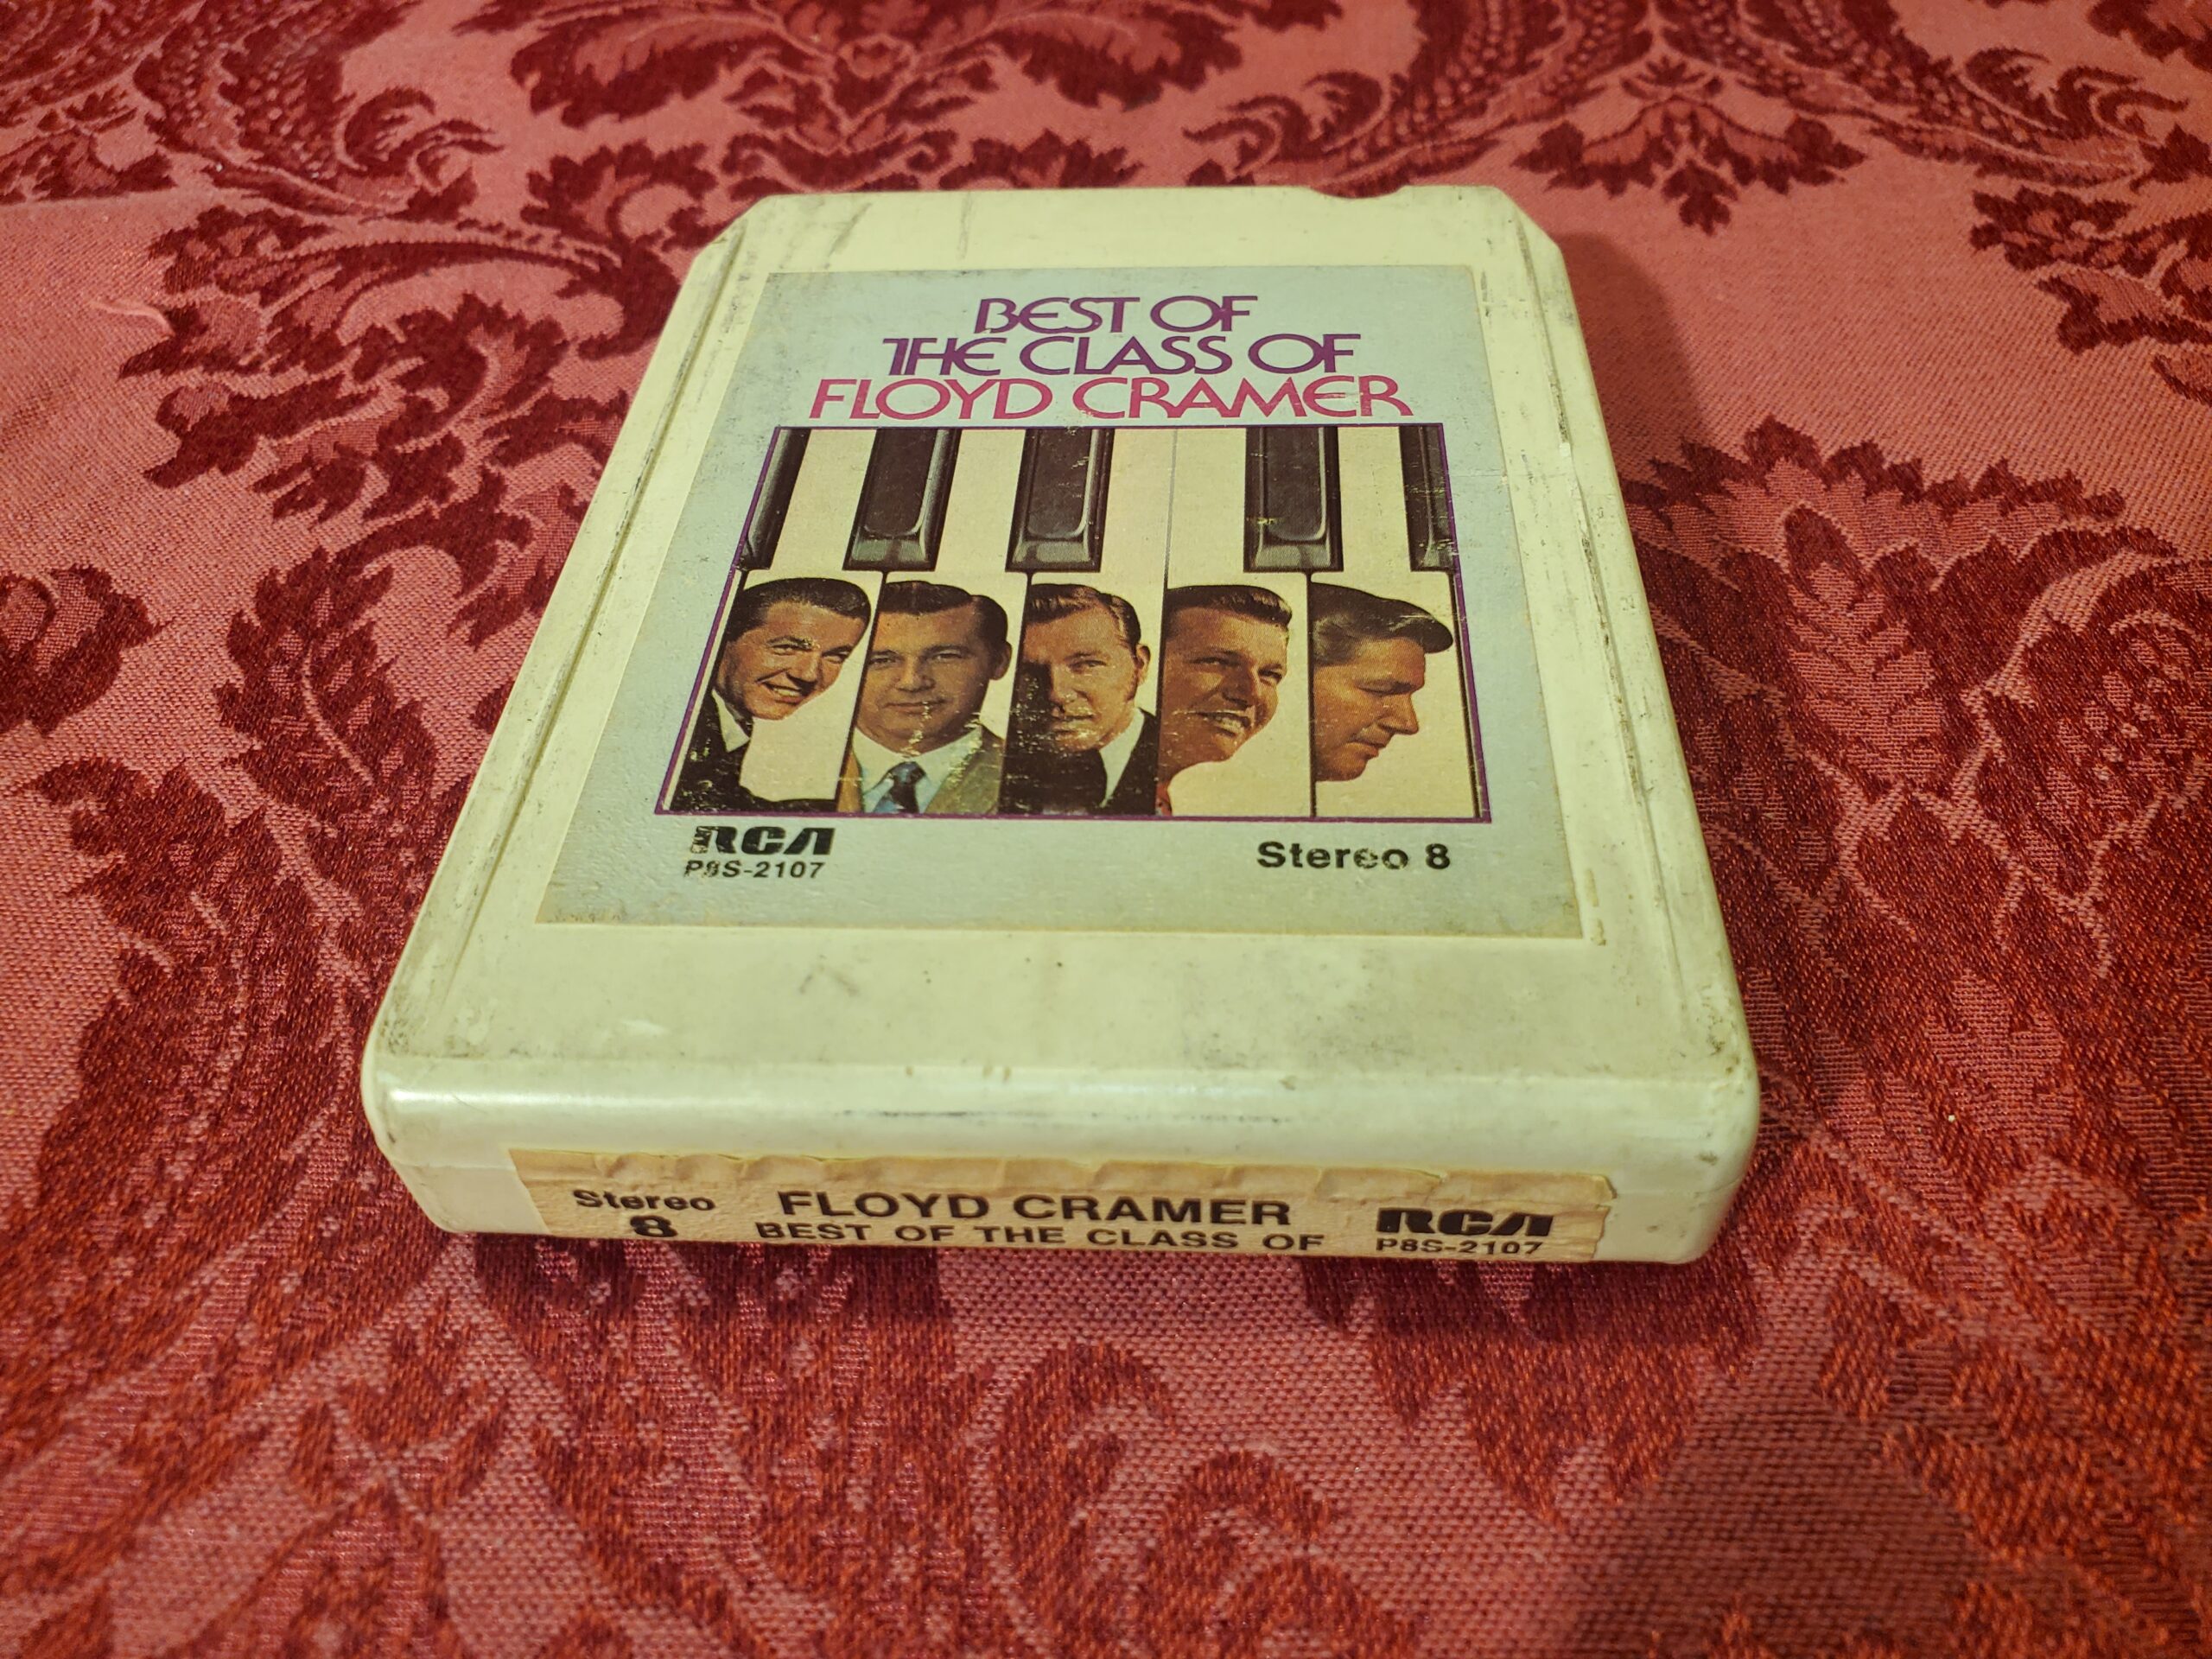 BEST OF
THE CLASS OF
FLOYD CRAMER
RCA
P8S-2107
Stereo 8
Stereo
8
FLOYD CRAMER
BEST OF THE CLASS OF
RCA
P8S-2107